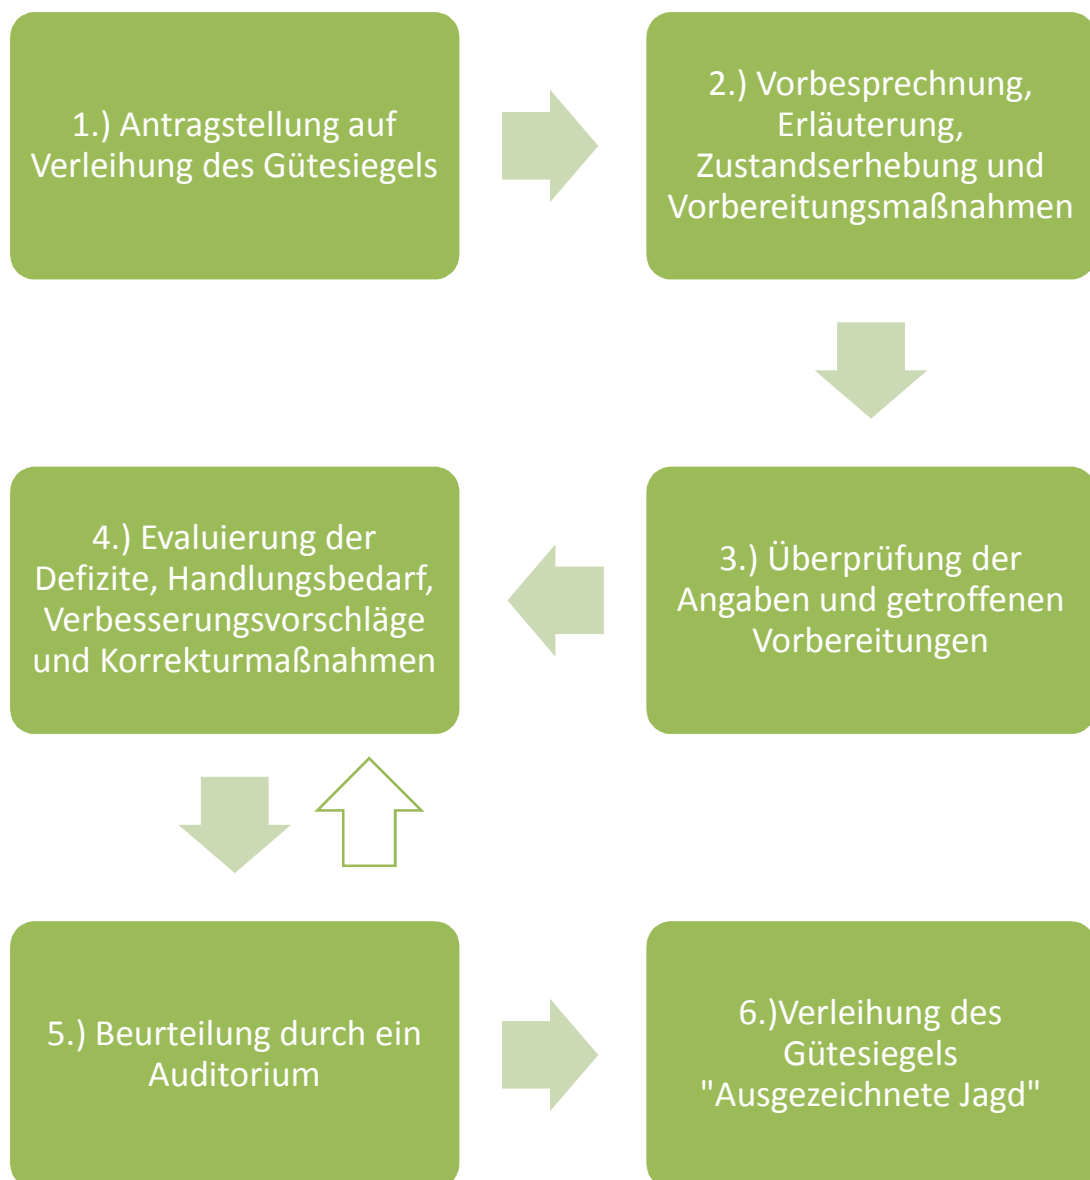 1.) Antragstellung auf
Verleihung des Gütesiegels
2.) Vorbesprechnung,
Erläuterung,
Zustandserhebung und
Vorbereitungsmaßnahmen
3.) Überprüfung der
Angaben und getroffenen
Vorbereitungen
4.) Evaluierung der
Defizite, Handlungsbedarf,
Verbesserungsvorschläge
und Korrekturmaßnahmen
5.) Beurteilung durch ein
Auditorium
6.)Verleihung des
Gütesiegels
"Ausgezeichnete Jagd"